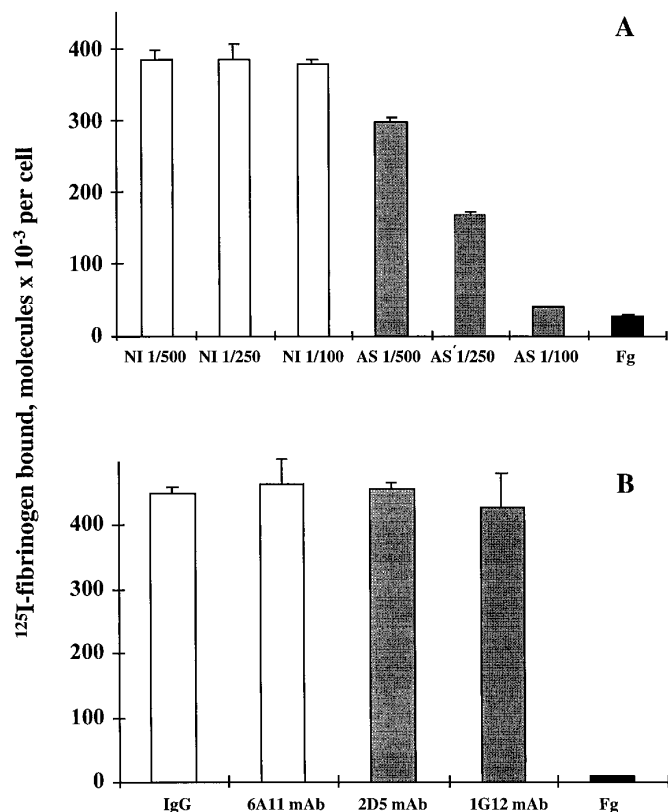 A
400
300
200
100
0
NI 1/500 NI 1/250 NI 1/100 AS 1/500 AS´1/250 AS 1/100 Fg
125I-fibrinogen bound, molecules x 10-3 per cell
B
400
300
200
100
0
IgG 6A11 mAb 2D5 mAb 1G12 mAb Fg